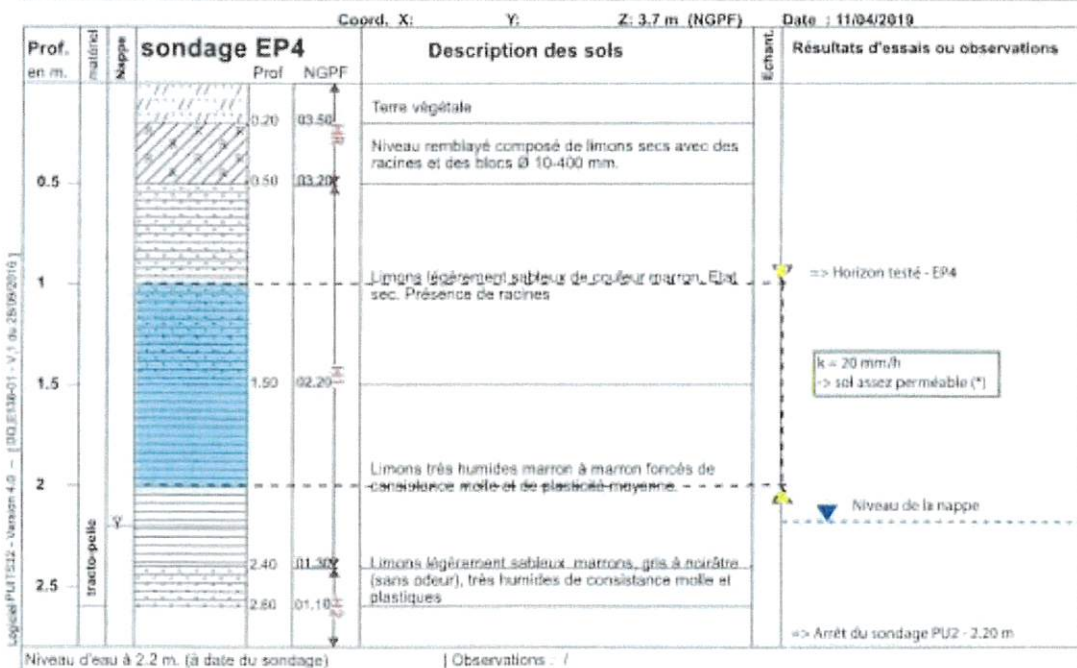 Coord. X: Y: Z: 3.7 m (NGPF) Date : 11/04/2019
Prof. en m.
matériel
Nappe
sondage EP4
Prof NGPF
Description des sols
Echant.
Résultats d'essais ou observations
Terre végétale
0.20 03.50
HR
Niveau remblayé composé de limons secs avec des
racines et des blocs Ø 10-400 mm.
0.5
0.50 03.20
Limons légèrement sableux de couleur marron. Etat
sec. Présence de racines
1
=> Horizon testé - EP4
1.5
1.50 02.20
H1
k = 20 mm/h
-> sol assez perméable (*)
Limons très humides marron à marron foncés de
consistance molle et de plasticité moyenne.
2
Niveau de la nappe
tracto-pelle
2.40 01.30
Limons légèrement sableux marrons, gris à noirâtre
(sans odeur), très humides de consistance molle et
plastiques
2.5
2.60 01.10
H2
=> Arrêt du sondage PU2 - 2.20 m
Niveau d'eau à 2.2 m. (à date du sondage) | Observations : /